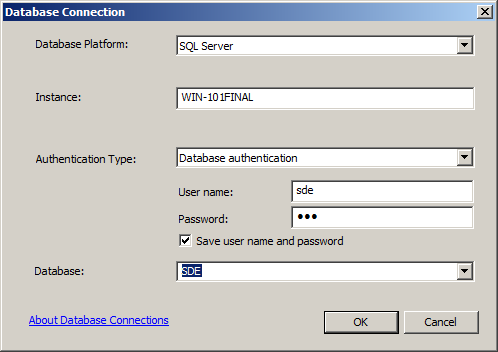 Database Connection
Database Platform: SQL Server
Instance: WIN-101FINAL
Authentication Type: Database authentication
User name: sde
Password: •••
Save user name and password
Database: SDE
About Database Connections OK Cancel